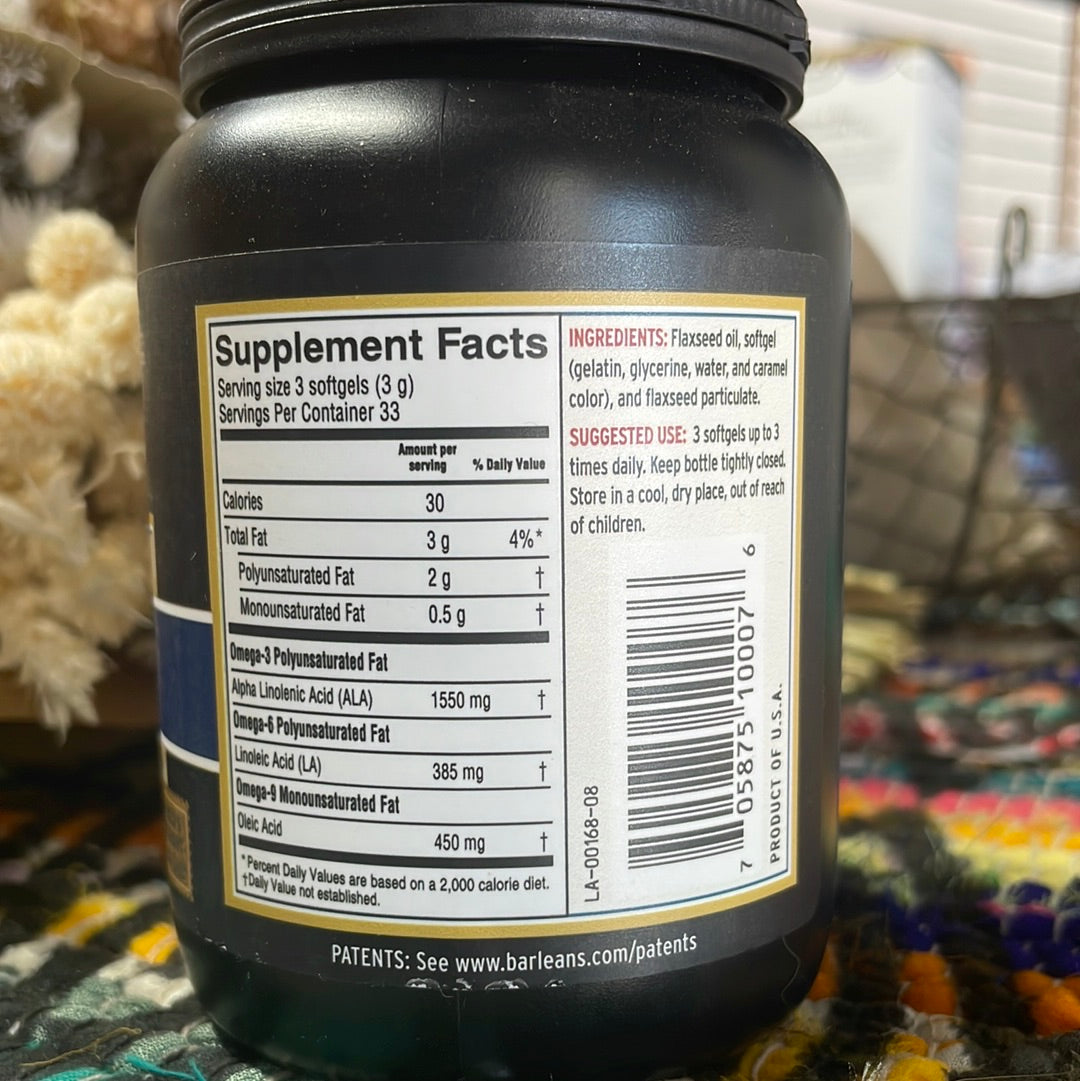 Supplement Facts
Serving size 3 softgels (3 g)
Servings Per Container 33
Amount per serving % Daily Value
Calories 30
Total Fat 3 g 4%*
Polyunsaturated Fat 2 g †
Monounsaturated Fat 0.5 g †
Omega-3 Polyunsaturated Fat
Alpha Linolenic Acid (ALA) 1550 mg †
Omega-6 Polyunsaturated Fat
Linoleic Acid (LA) 385 mg †
Omega-9 Monounsaturated Fat
Oleic Acid 450 mg †
*Percent Daily Values are based on a 2,000 calorie diet.
†Daily Value not established.
INGREDIENTS: Flaxseed oil, softgel
(gelatin, glycerine, water, and caramel
color), and flaxseed particulate.
SUGGESTED USE: 3 softgels up to 3
times daily. Keep bottle tightly closed.
Store in a cool, dry place, out of reach
of children.
LA-00168-08
7 05875 10007 6
PRODUCT OF U.S.A.
PATENTS: See www.barleans.com/patents